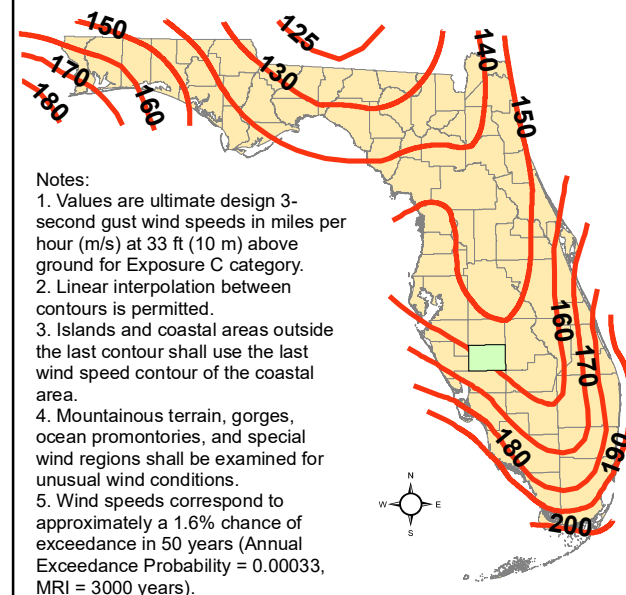 150
125
140
170
130
180
160
150
Notes:
1. Values are ultimate design 3-
second gust wind speeds in miles per
hour (m/s) at 33 ft (10 m) above
ground for Exposure C category.
2. Linear interpolation between
contours is permitted.
3. Islands and coastal areas outside
the last contour shall use the last
wind speed contour of the coastal
area.
4. Mountainous terrain, gorges,
ocean promontories, and special
wind regions shall be examined for
unusual wind conditions.
5. Wind speeds correspond to
approximately a 1.6% chance of
exceedance in 50 years (Annual
Exceedance Probability = 0.00033,
MRI = 3000 years).
160
170
180
190
200
N
W E
S